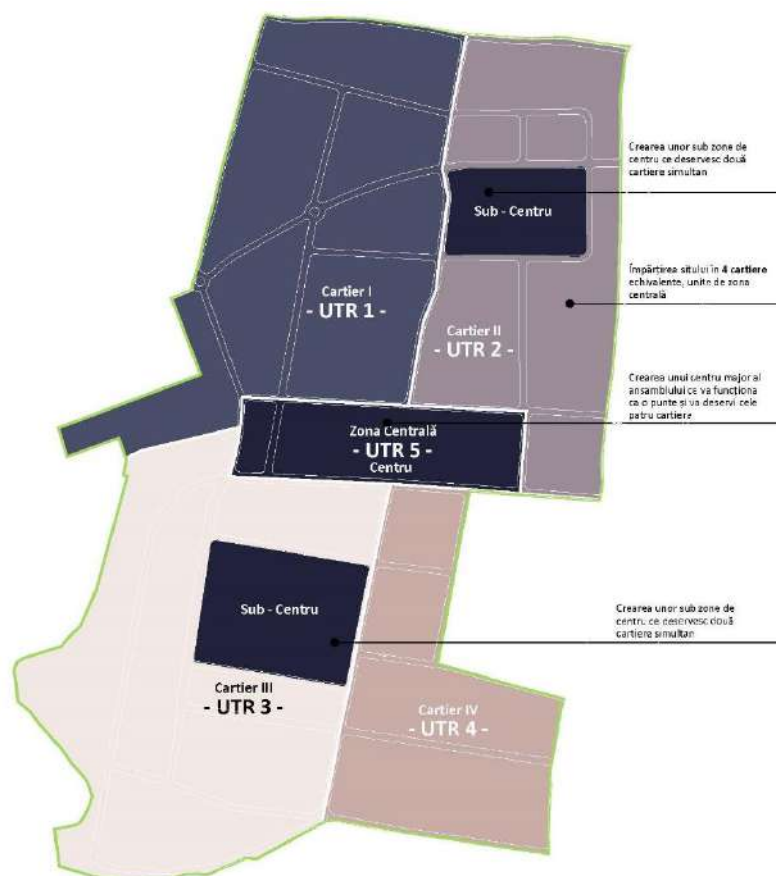 Crearea unor sub zone de
centru ce deservesc două
cartiere simultan
Sub - Centru
Împărțirea sitului în 4 cartiere
echivalente, unite de zona
centrală
Cartier I
- UTR 1 -
Cartier II
- UTR 2 -
Crearea unui centru major al
ansamblului ce va funcționa
ca o punte și va deservi cele
patru cartiere
Zona Centrală
- UTR 5 -
Centru
Sub - Centru
Crearea unor sub zone de
centru ce deservesc două
cartiere simultan
Cartier III
- UTR 3 -
Cartier IV
- UTR 4 -